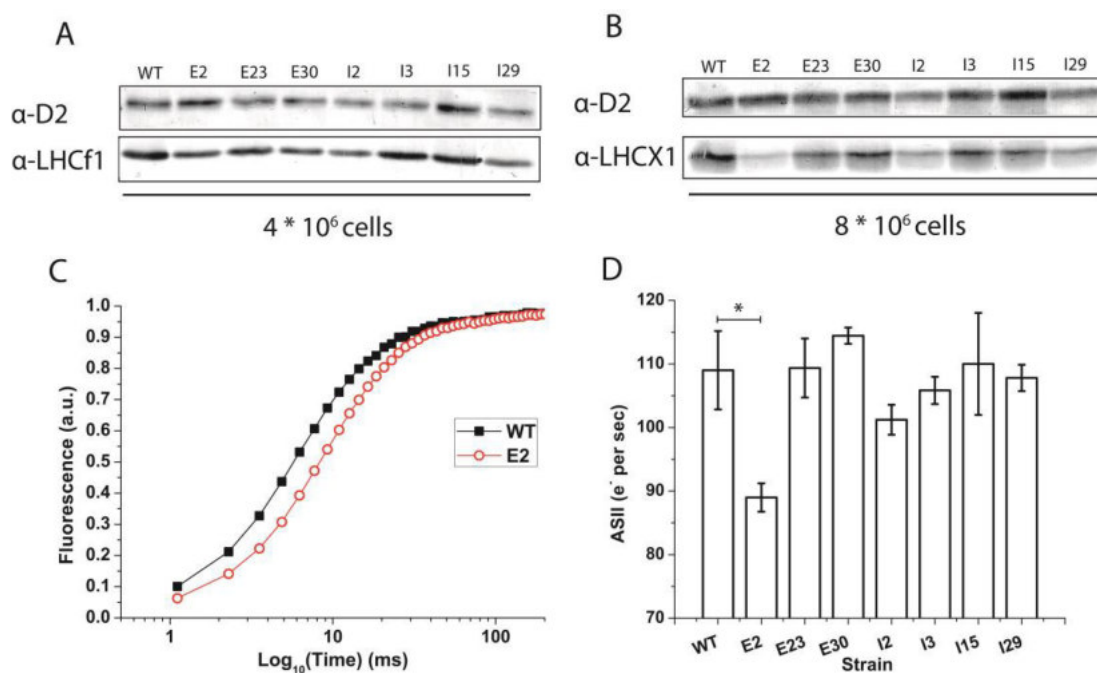 A
WT E2 E23 E30 I2 I3 I15 I29
α-D2
α-LHCf1
4 * 10⁶ cells
B
WT E2 E23 E30 I2 I3 I15 I29
α-D2
α-LHCX1
8 * 10⁶ cells
C
Fluorescence (a.u.)
1.0
0.9
0.8
0.7
0.6
0.5
0.4
0.3
0.2
0.1
0.0
WT
E2
1 10 100
Log₁₀(Time) (ms)
D
ASII (e⁻ per sec)
120
110
100
90
80
70
*
WT E2 E23 E30 I2 I3 I15 I29
Strain